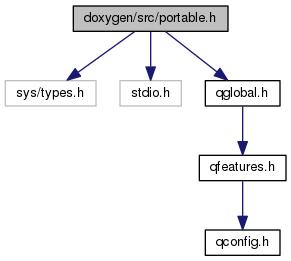 doxygen/src/portable.h
sys/types.h
stdio.h
qglobal.h
qfeatures.h
qconfig.h